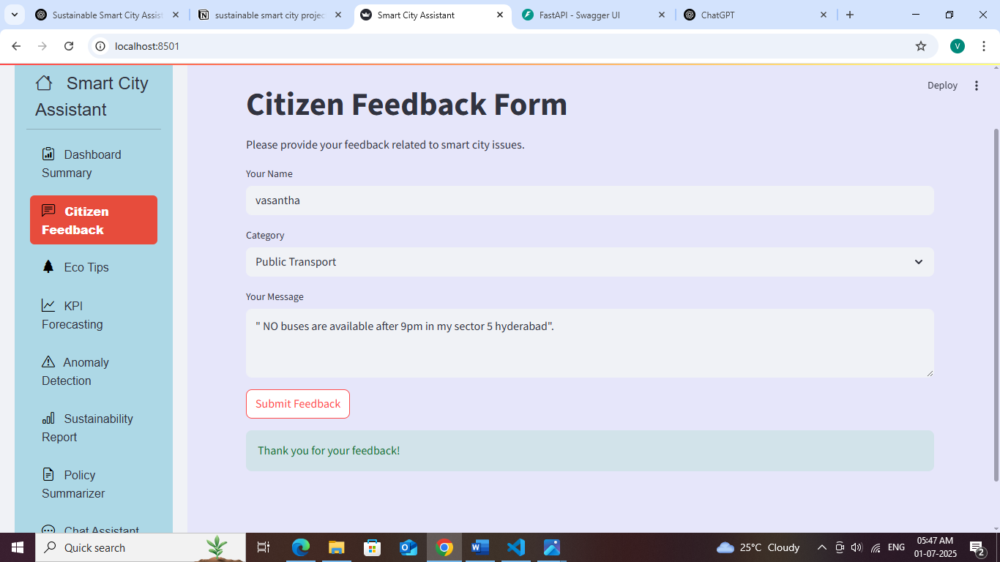 Sustainable Smart City Assist
sustainable smart city projec
Smart City Assistant
FastAPI - Swagger UI
ChatGPT
localhost:8501
V
Smart City
Assistant
Dashboard
Summary
Citizen
Feedback
Eco Tips
KPI
Forecasting
Anomaly
Detection
Sustainability
Report
Policy
Summarizer
Chat Assistant
Deploy
Citizen Feedback Form
Please provide your feedback related to smart city issues.
Your Name
vasantha
Category
Public Transport
Your Message
" NO buses are available after 9pm in my sector 5 hyderabad".
Submit Feedback
Thank you for your feedback!
Quick search
25°C Cloudy
ENG
05:47 AM
01-07-2025
2